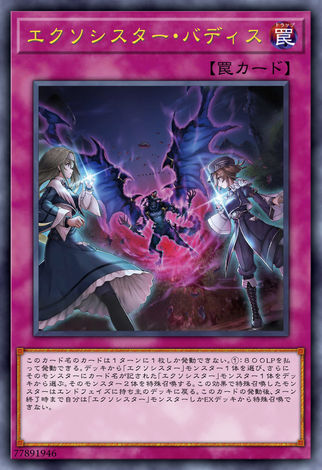 エクソシスター・バディス
トラップ
罠
【罠カード】
このカード名のカードは1ターンに1枚しか発動できない。①:800LPを払
って発動できる。デッキから「エクソシスター」モンスター1体を選び、さらに
そのモンスターにカード名が記された「エクソシスター」モンスター1体をデッ
キから選ぶ。そのモンスター2体を特殊召喚する。この効果で特殊召喚したモンス
ターはエンドフェイズに持ち主のデッキに戻る。このカードの発動後、ターン
終了時まで自分は「エクソシスター」モンスターしかEXデッキから特殊召喚で
きない。
77891946